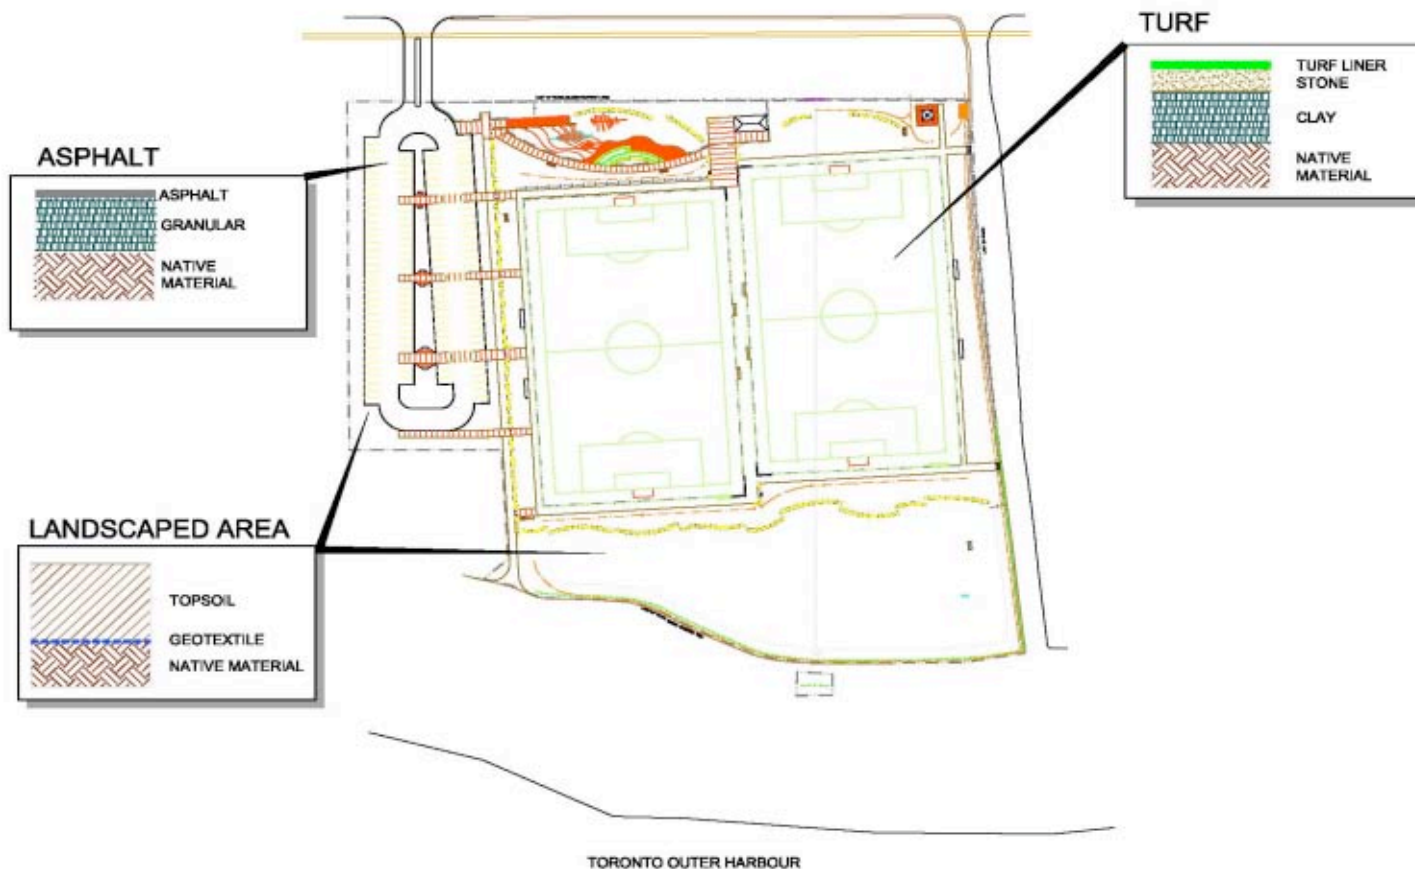 TURF
TURF LINER
STONE
CLAY
NATIVE
MATERIAL
ASPHALT
ASPHALT
GRANULAR
NATIVE
MATERIAL
LANDSCAPED AREA
TOPSOIL
GEOTEXTILE
NATIVE MATERIAL
TORONTO OUTER HARBOUR